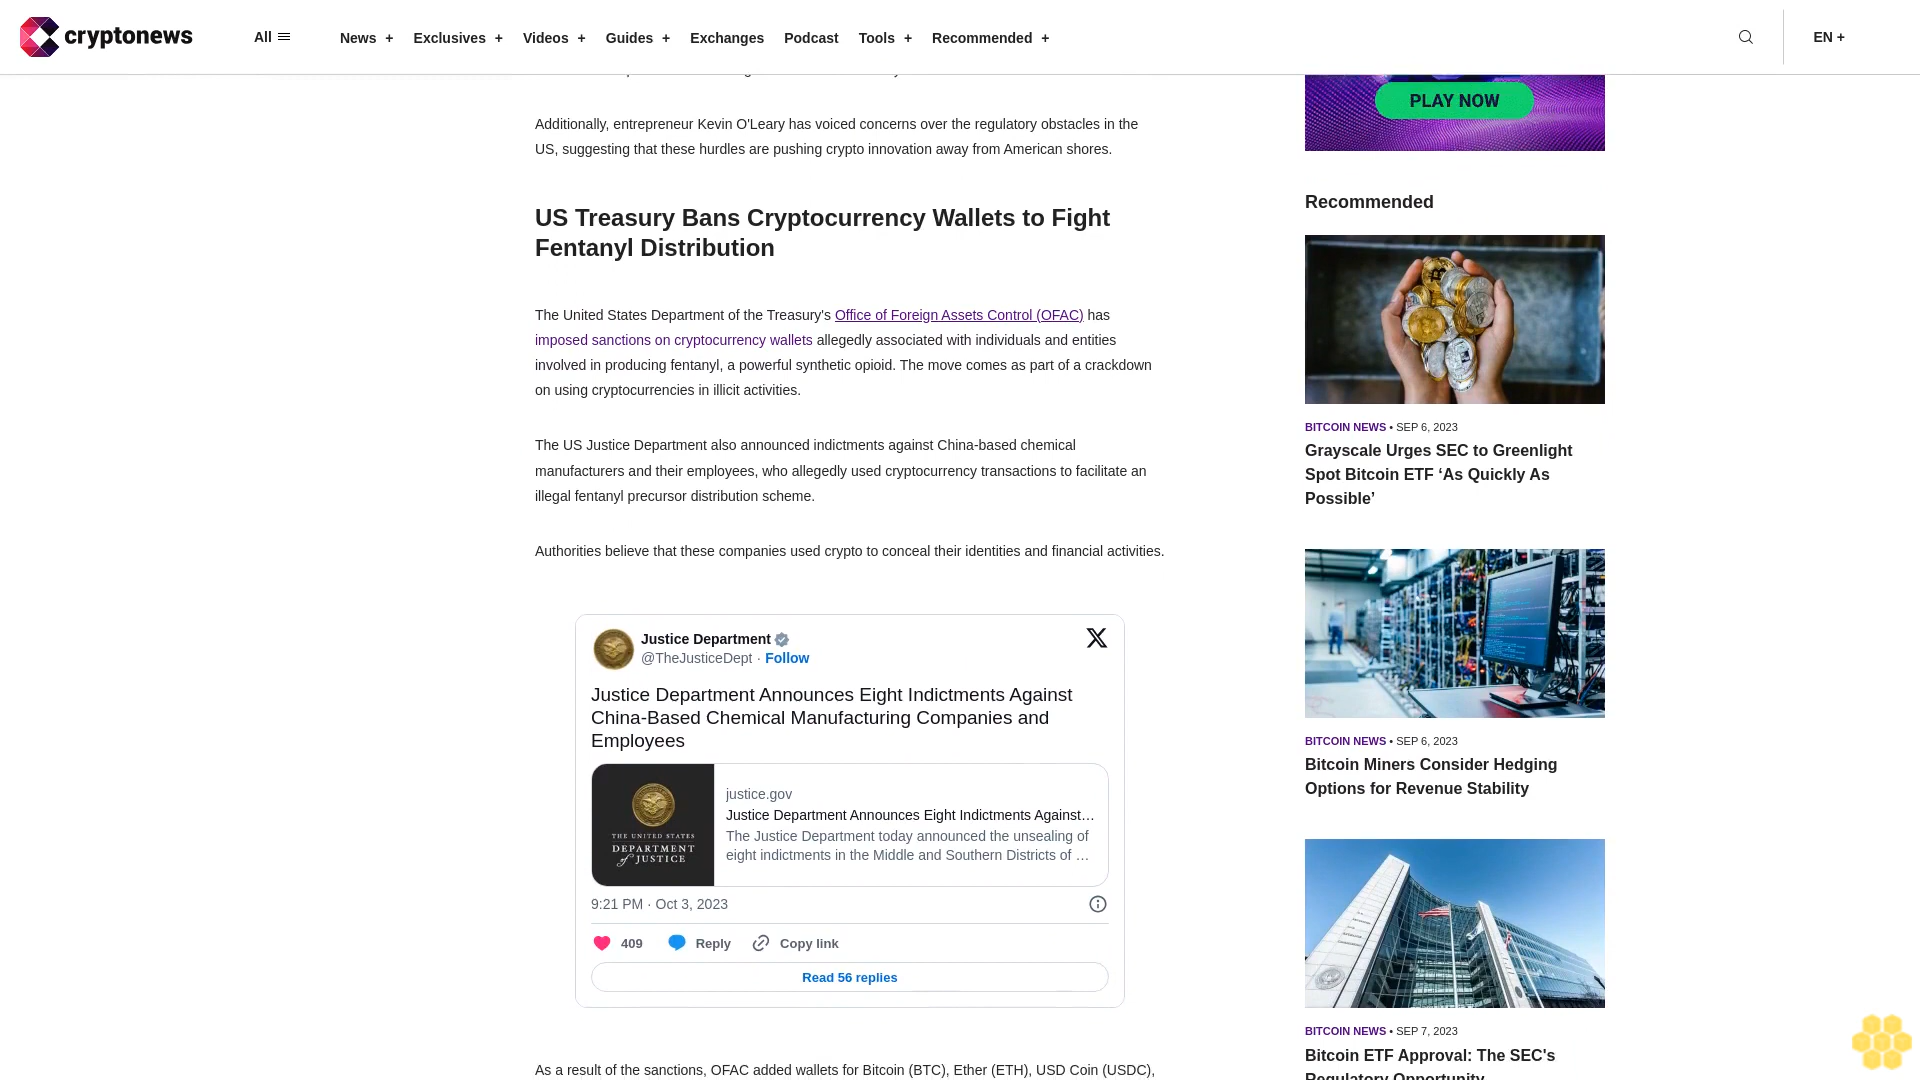 cryptonews
All
News +
Exclusives +
Videos +
Guides +
Exchanges
Podcast
Tools +
Recommended +
EN +
Additionally, entrepreneur Kevin O'Leary has voiced concerns over the regulatory obstacles in the
US, suggesting that these hurdles are pushing crypto innovation away from American shores.
US Treasury Bans Cryptocurrency Wallets to Fight
Fentanyl Distribution
The United States Department of the Treasury's Office of Foreign Assets Control (OFAC) has
imposed sanctions on cryptocurrency wallets allegedly associated with individuals and entities
involved in producing fentanyl, a powerful synthetic opioid. The move comes as part of a crackdown
on using cryptocurrencies in illicit activities.
The US Justice Department also announced indictments against China-based chemical
manufacturers and their employees, who allegedly used cryptocurrency transactions to facilitate an
illegal fentanyl precursor distribution scheme.
Authorities believe that these companies used crypto to conceal their identities and financial activities.
Justice Department
@TheJusticeDept · Follow
Justice Department Announces Eight Indictments Against
China-Based Chemical Manufacturing Companies and
Employees
THE UNITED STATES
DEPARTMENT
of JUSTICE
justice.gov
Justice Department Announces Eight Indictments Against…
The Justice Department today announced the unsealing of
eight indictments in the Middle and Southern Districts of …
9:21 PM · Oct 3, 2023
409
Reply
Copy link
Read 56 replies
As a result of the sanctions, OFAC added wallets for Bitcoin (BTC), Ether (ETH), USD Coin (USDC),
PLAY NOW
Recommended
BITCOIN NEWS • SEP 6, 2023
Grayscale Urges SEC to Greenlight
Spot Bitcoin ETF ‘As Quickly As
Possible’
BITCOIN NEWS • SEP 6, 2023
Bitcoin Miners Consider Hedging
Options for Revenue Stability
BITCOIN NEWS • SEP 7, 2023
Bitcoin ETF Approval: The SEC's
Regulatory Opportunity